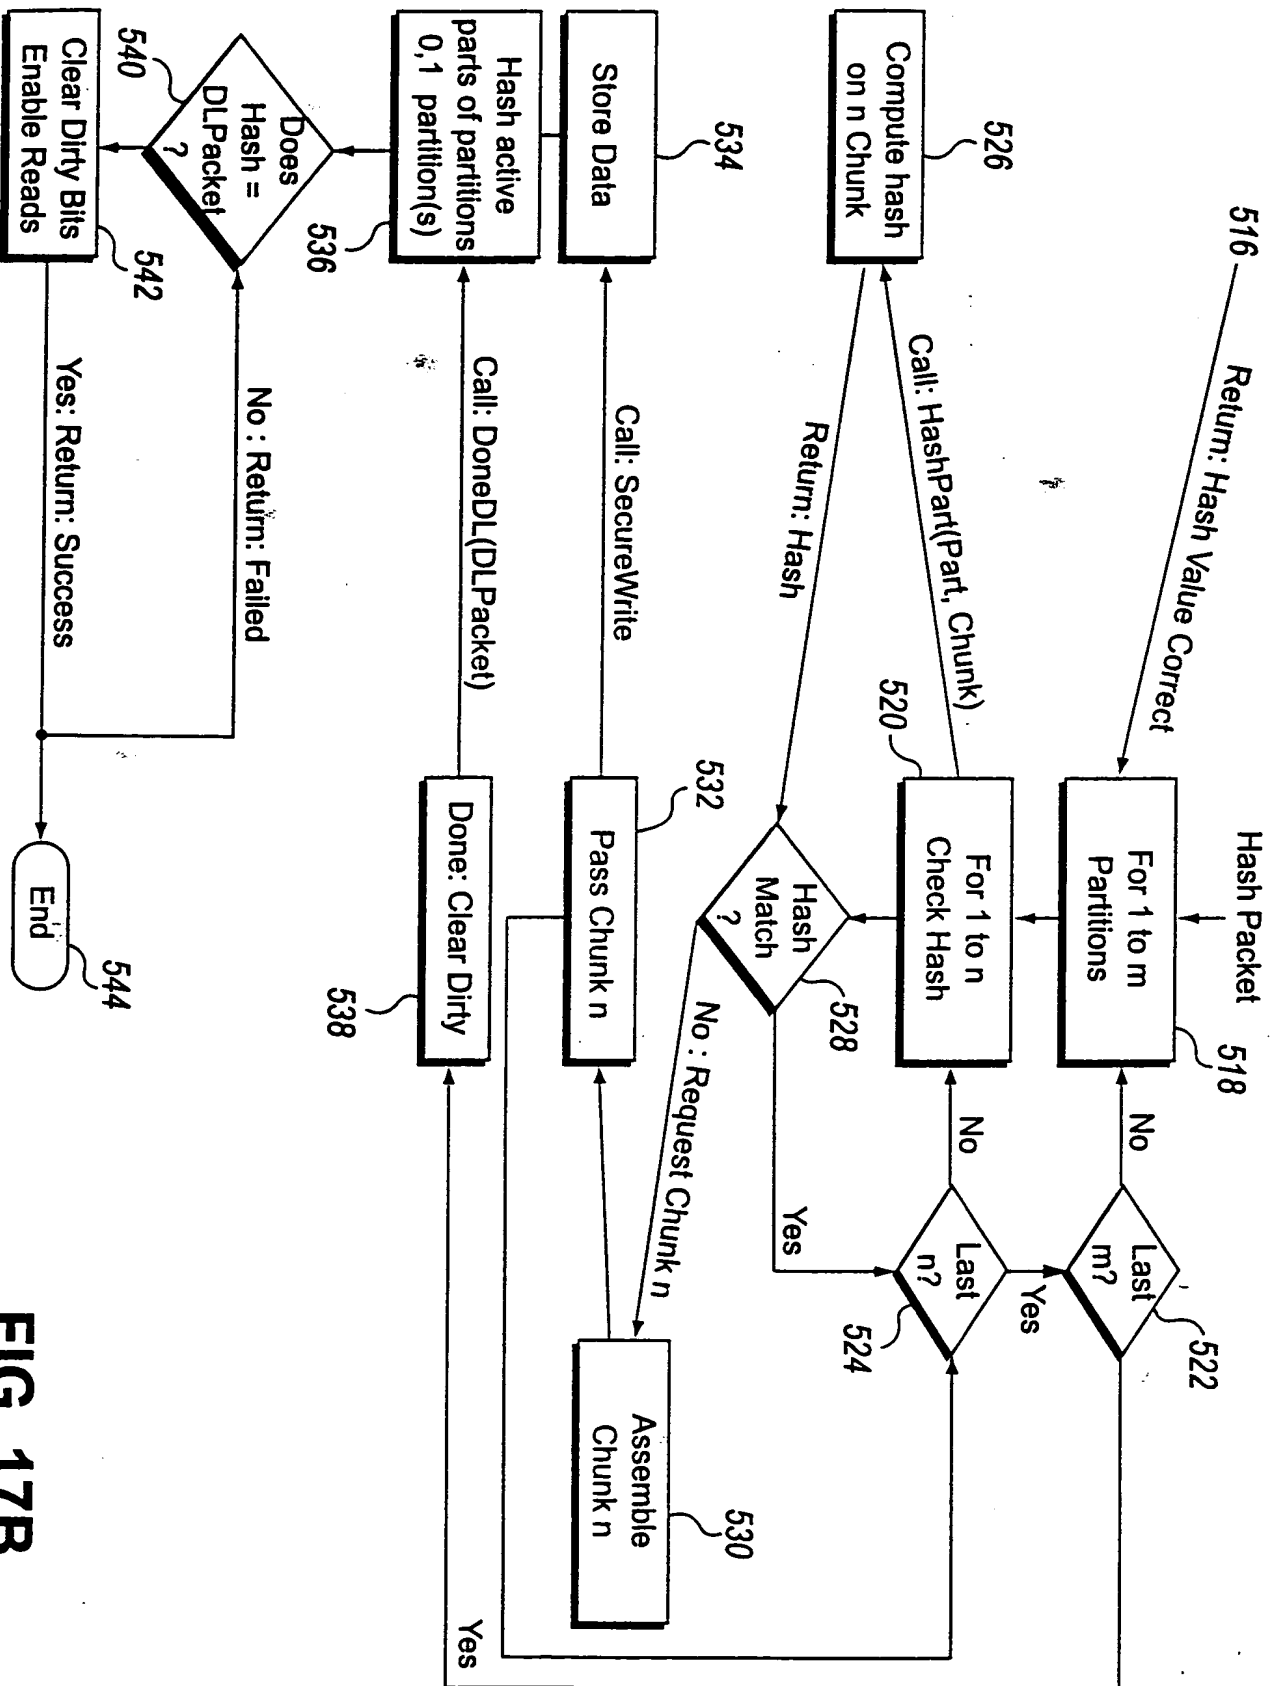 516
Return: Hash Value Correct
Hash Packet
For 1 to m
Partitions
518
No
Last
m?
522
526
Compute hash
on n Chunk
Call: HashPart(Part, Chunk)
520
For 1 to n
Check Hash
No
Last
n?
524
Yes
Return: Hash
Hash
Match
?
528
Yes
No : Request Chunk n
534
Store Data
Call: SecureWrite
532
Pass Chunk n
Assemble
Chunk n
530
Hash active
parts of partitions
0,1 partition(s)
536
Call: DoneDL(DLPacket)
Done: Clear Dirty
538
Yes
540
Does
Hash =
DLPacket
?
No : Return: Failed
Clear Dirty Bits
Enable Reads
542
Yes: Return: Success
End
544
FIG 17B